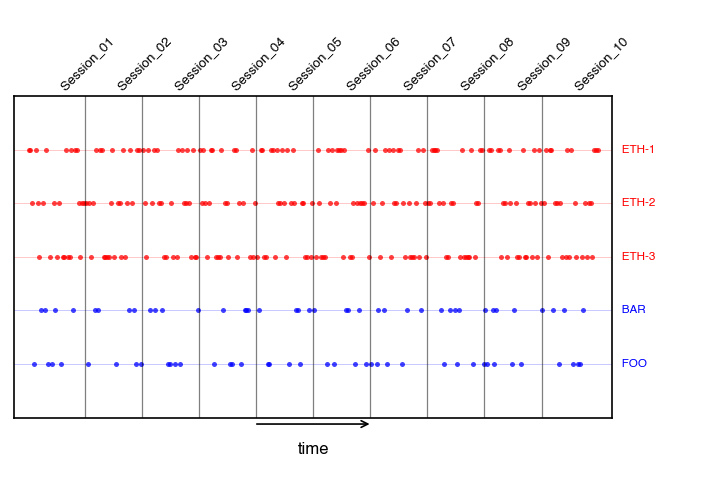 Session_01
Session_02
Session_03
Session_04
Session_05
Session_06
Session_07
Session_08
Session_09
Session_10
ETH-1
ETH-2
ETH-3
BAR
FOO
time